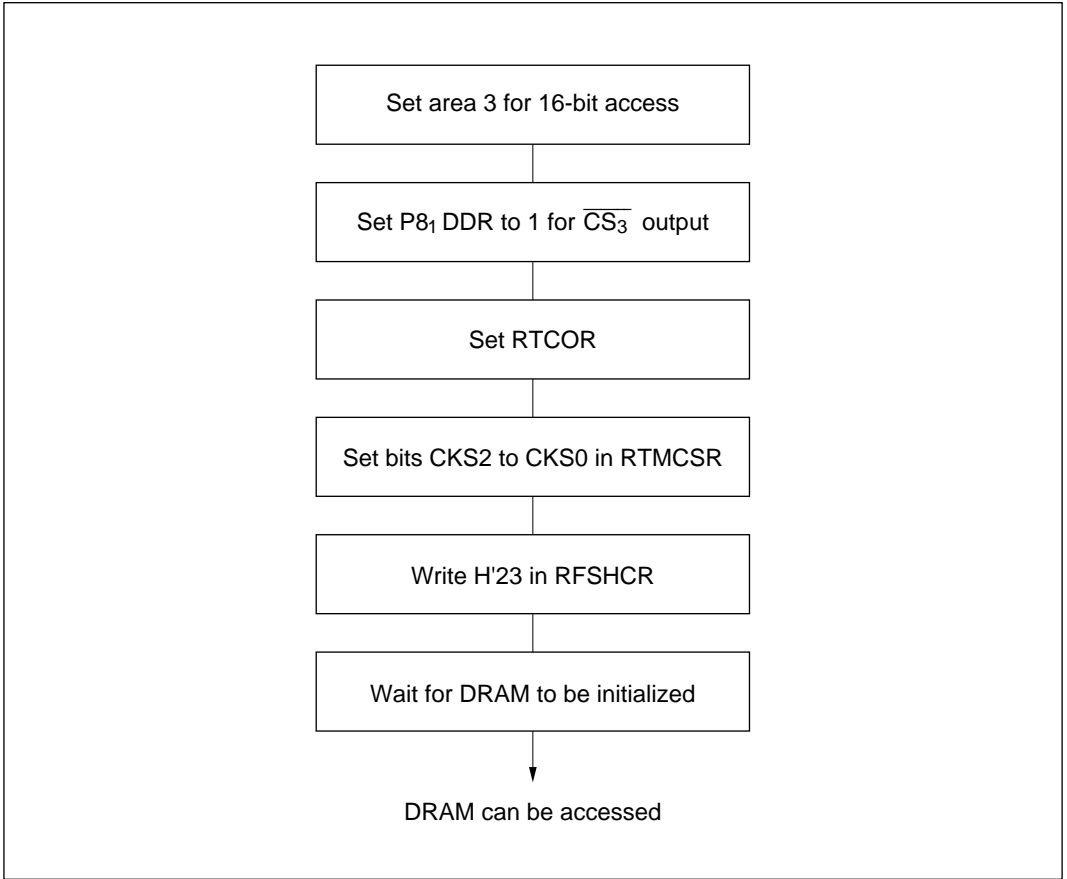 Set area 3 for 16-bit access
Set P8₁ DDR to 1 for C̅S̅₃̅ output
Set RTCOR
Set bits CKS2 to CKS0 in RTMCSR
Write H'23 in RFSHCR
Wait for DRAM to be initialized
DRAM can be accessed